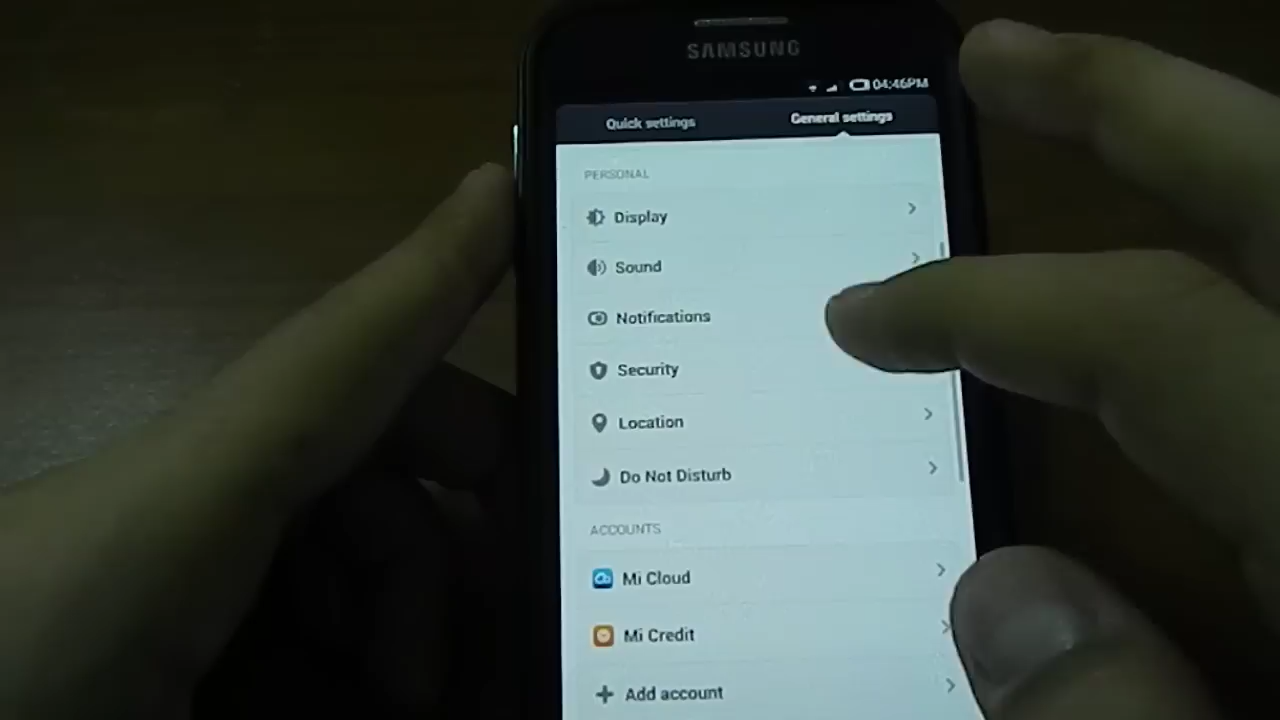 SAMSUNG
04:46PM
Quick settings
General settings
PERSONAL
Display
Sound
Notifications
Security
Location
Do Not Disturb
ACCOUNTS
Mi Cloud
Mi Credit
Add account